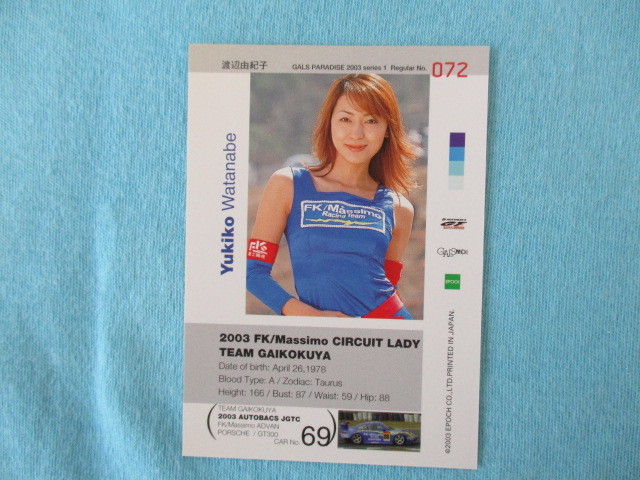 渡辺由紀子
GALS PARADISE 2003 series 1 Regular No. 072
Yukiko Watanabe
FK/Massimo
Racing Team
FK
GT
GALS
EPOCH
2003 FK/Massimo CIRCUIT LADY
TEAM GAIKOKUYA
Date of birth: April 26,1978
Blood Type: A / Zodiac: Taurus
Height: 166 / Bust: 87 / Waist: 59 / Hip: 88
TEAM GAIKOKUYA
2003 AUTOBACS JGTC
FK/Massimo ADVAN
PORSCHE / GT300
CAR No. 69
©2003 EPOCH CO.,LTD.PRINTED IN JAPAN.